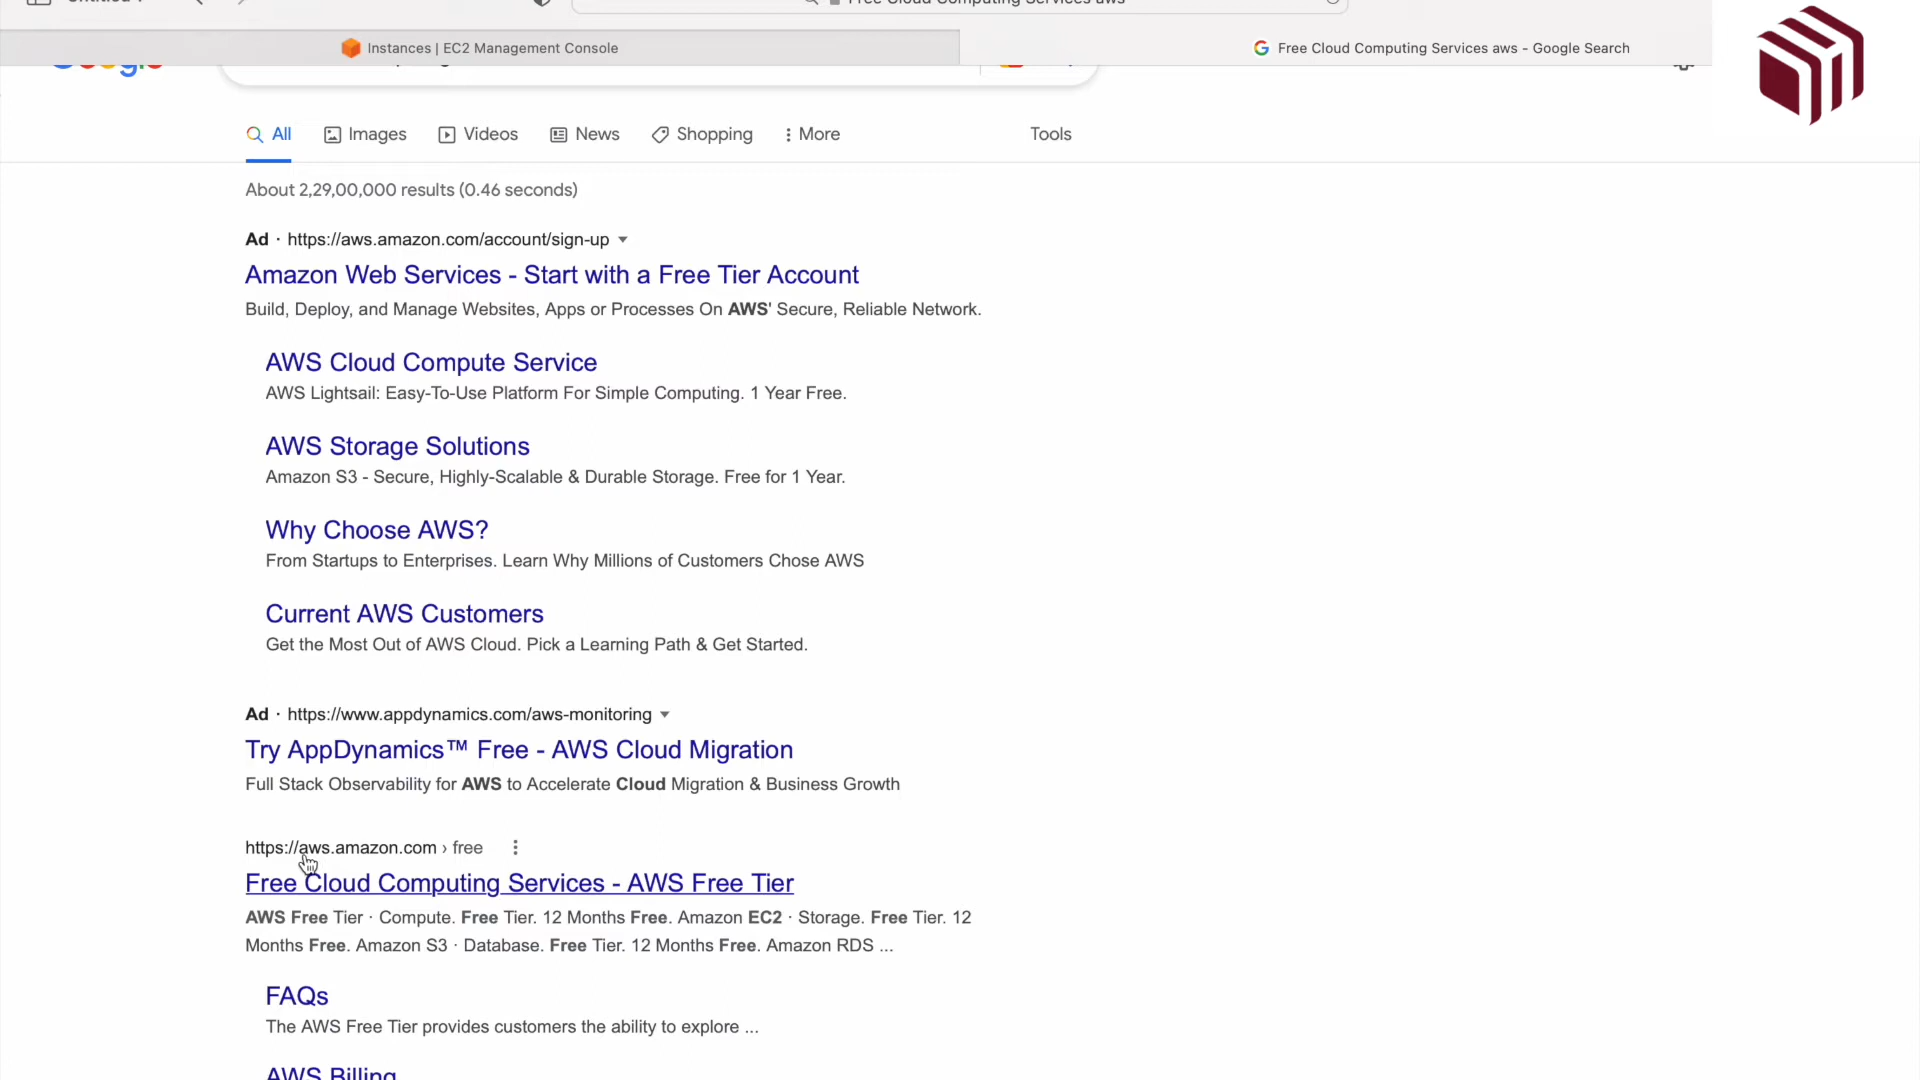 Free Cloud Computing Services aws
Instances | EC2 Management Console
Free Cloud Computing Services aws - Google Search
Google
All
Images
Videos
News
Shopping
More
Tools
About 2,29,00,000 results (0.46 seconds)
Ad · https://aws.amazon.com/account/sign-up
Amazon Web Services - Start with a Free Tier Account
Build, Deploy, and Manage Websites, Apps or Processes On AWS' Secure, Reliable Network.
AWS Cloud Compute Service
AWS Lightsail: Easy-To-Use Platform For Simple Computing. 1 Year Free.
AWS Storage Solutions
Amazon S3 - Secure, Highly-Scalable & Durable Storage. Free for 1 Year.
Why Choose AWS?
From Startups to Enterprises. Learn Why Millions of Customers Chose AWS
Current AWS Customers
Get the Most Out of AWS Cloud. Pick a Learning Path & Get Started.
Ad · https://www.appdynamics.com/aws-monitoring
Try AppDynamics™ Free - AWS Cloud Migration
Full Stack Observability for AWS to Accelerate Cloud Migration & Business Growth
https://aws.amazon.com › free
Free Cloud Computing Services - AWS Free Tier
AWS Free Tier · Compute. Free Tier. 12 Months Free. Amazon EC2 · Storage. Free Tier. 12
Months Free. Amazon S3 · Database. Free Tier. 12 Months Free. Amazon RDS ...
FAQs
The AWS Free Tier provides customers the ability to explore ...
AWS Billing